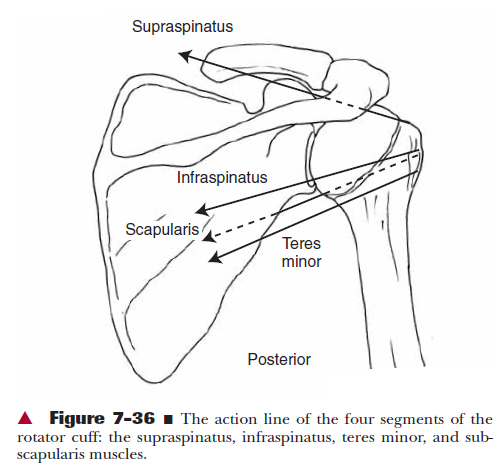 Supraspinatus
Infraspinatus
Scapularis
Teres
minor
Posterior
▲ Figure 7-36 ■ The action line of the four segments of the
rotator cuff: the supraspinatus, infraspinatus, teres minor, and sub-
scapularis muscles.